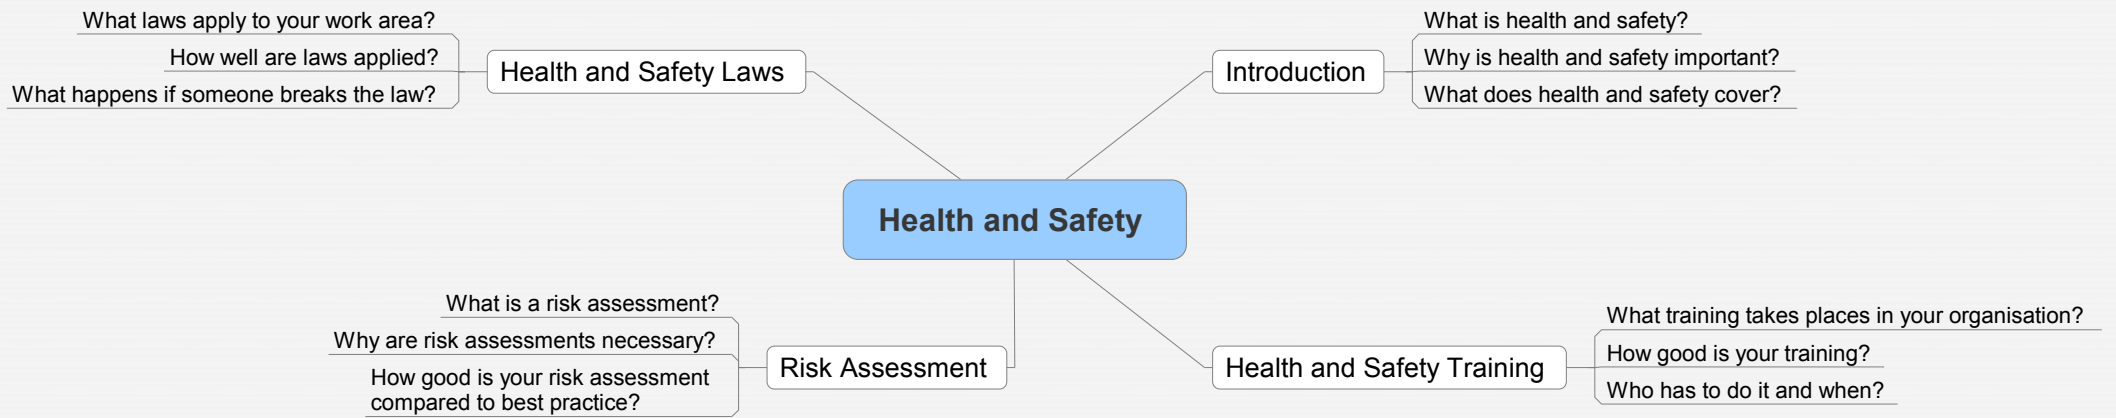 Health and Safety
Introduction
What is health and safety?
Why is health and safety important?
What does health and safety cover?
Health and Safety Training
What training takes places in your organisation?
How good is your training?
Who has to do it and when?
Risk Assessment
What is a risk assessment?
Why are risk assessments necessary?
How good is your risk assessment
compared to best practice?
Health and Safety Laws
What laws apply to your work area?
How well are laws applied?
What happens if someone breaks the law?